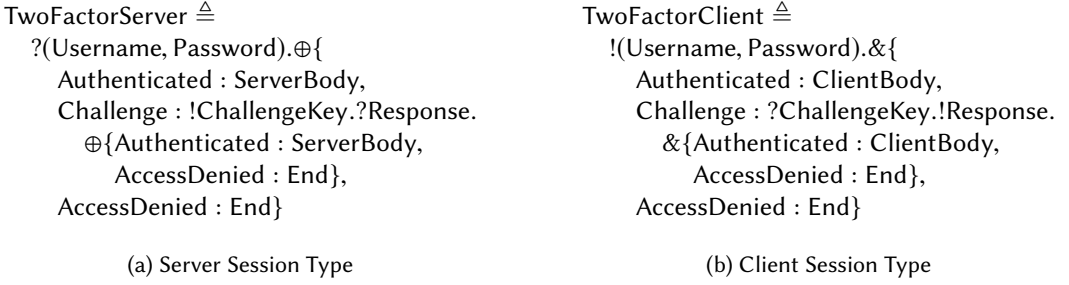 TwoFactorServer ≜
?(Username, Password).⊕{
Authenticated : ServerBody,
Challenge : !ChallengeKey.?Response.
⊕{Authenticated : ServerBody,
AccessDenied : End},
AccessDenied : End}
(a) Server Session Type
TwoFactorClient ≜
!(Username, Password).&{
Authenticated : ClientBody,
Challenge : ?ChallengeKey.!Response.
&{Authenticated : ClientBody,
AccessDenied : End},
AccessDenied : End}
(b) Client Session Type